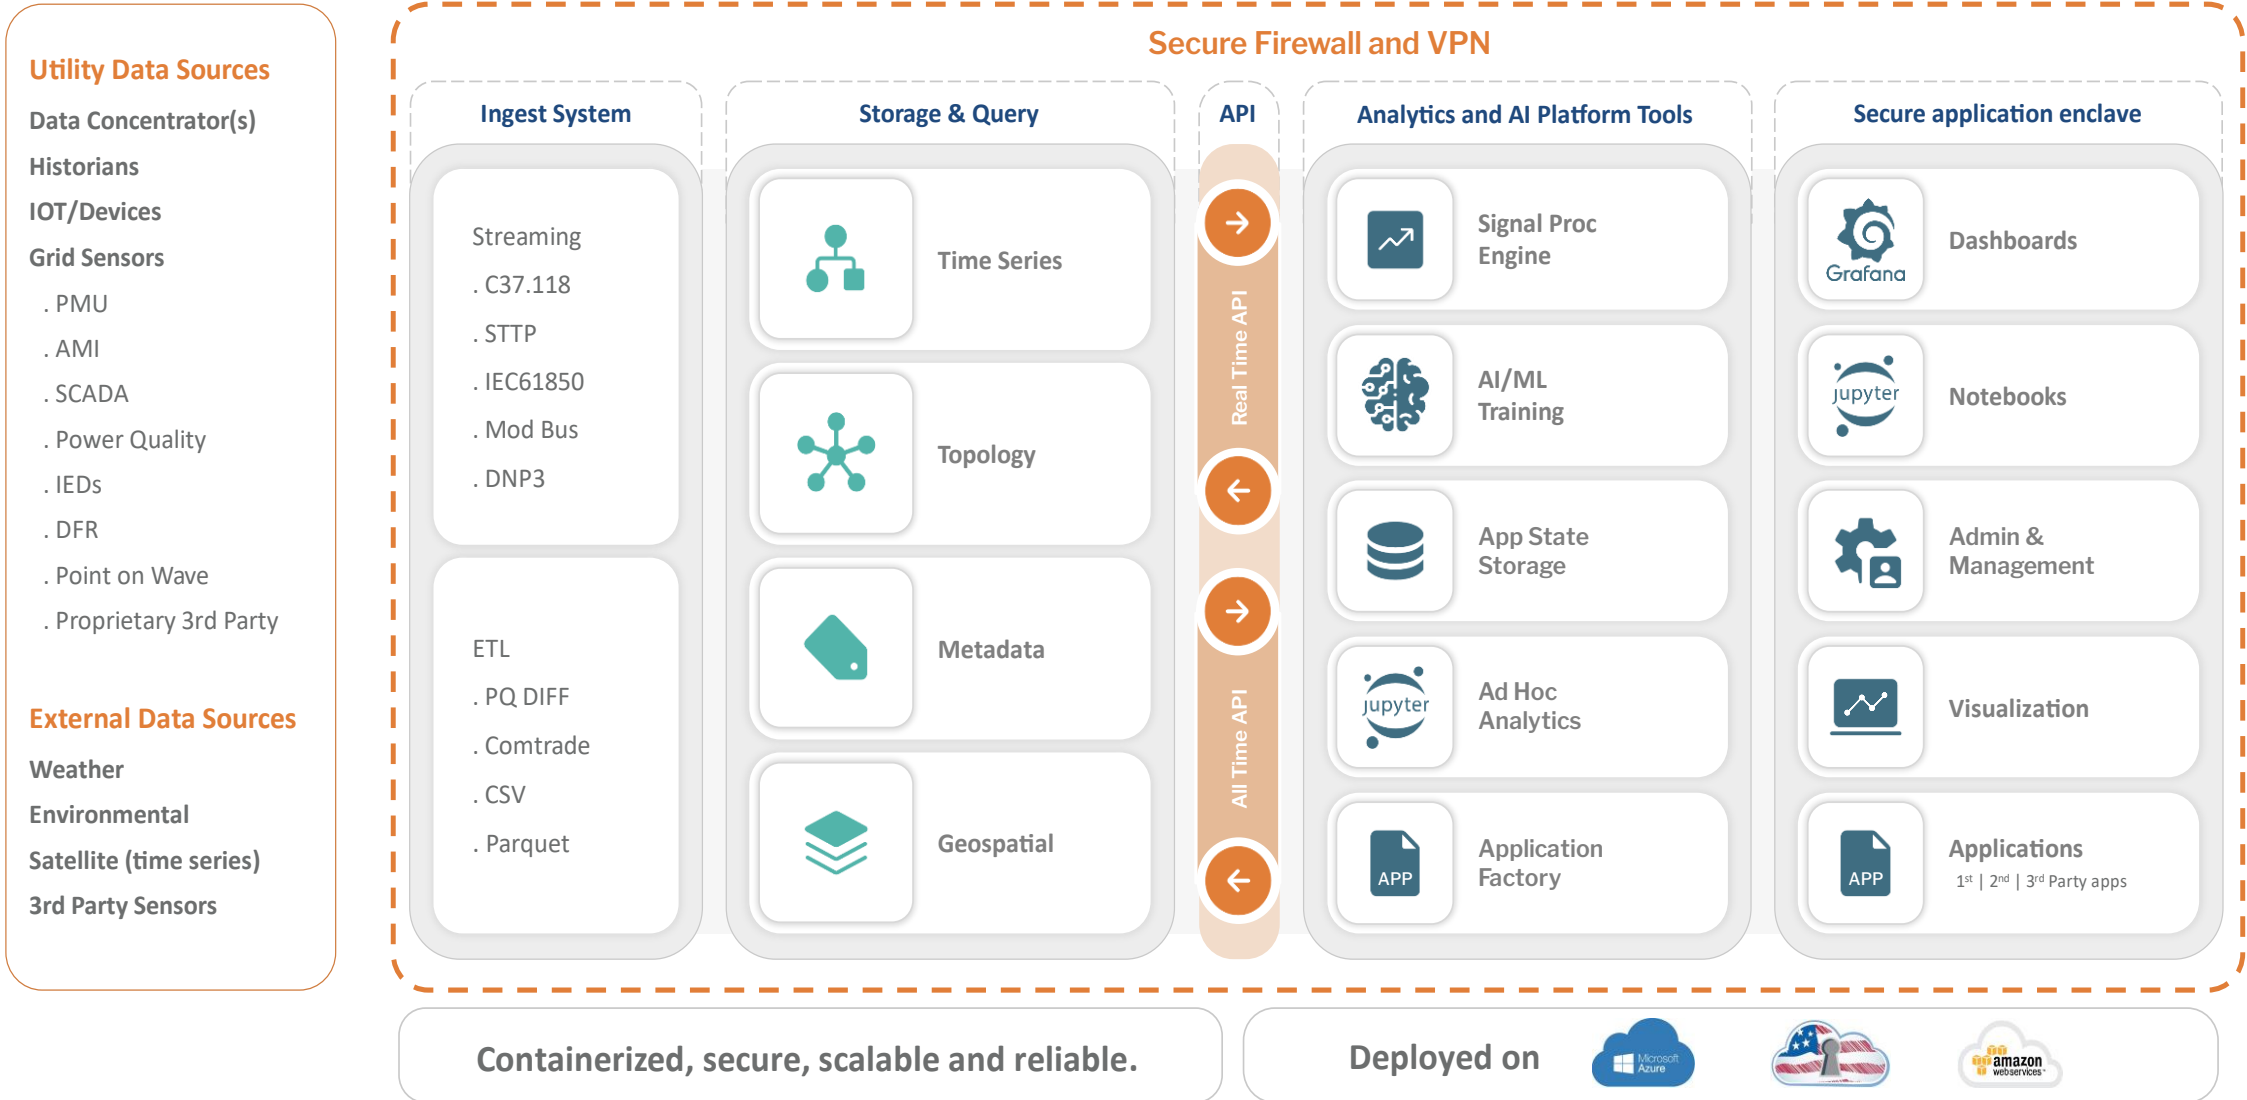 Utility Data Sources
Data Concentrator(s)
Historians
IOT/Devices
Grid Sensors
. PMU
. AMI
. SCADA
. Power Quality
. IEDs
. DFR
. Point on Wave
. Proprietary 3rd Party
External Data Sources
Weather
Environmental
Satellite (time series)
3rd Party Sensors
Secure Firewall and VPN
Ingest System
Streaming
. C37.118
. STTP
. IEC61850
. Mod Bus
. DNP3
ETL
. PQ DIFF
. Comtrade
. CSV
. Parquet
Storage & Query
Time Series
Topology
Metadata
Geospatial
API
Real Time API
All Time API
Analytics and AI Platform Tools
Signal Proc
Engine
AI/ML
Training
App State
Storage
jupyter
Ad Hoc
Analytics
APP
Application
Factory
Secure application enclave
Grafana
Dashboards
jupyter
Notebooks
Admin &
Management
Visualization
APP
Applications
1st | 2nd | 3rd Party apps
Containerized, secure, scalable and reliable.
Deployed on
Microsoft
Azure
amazon
webservices